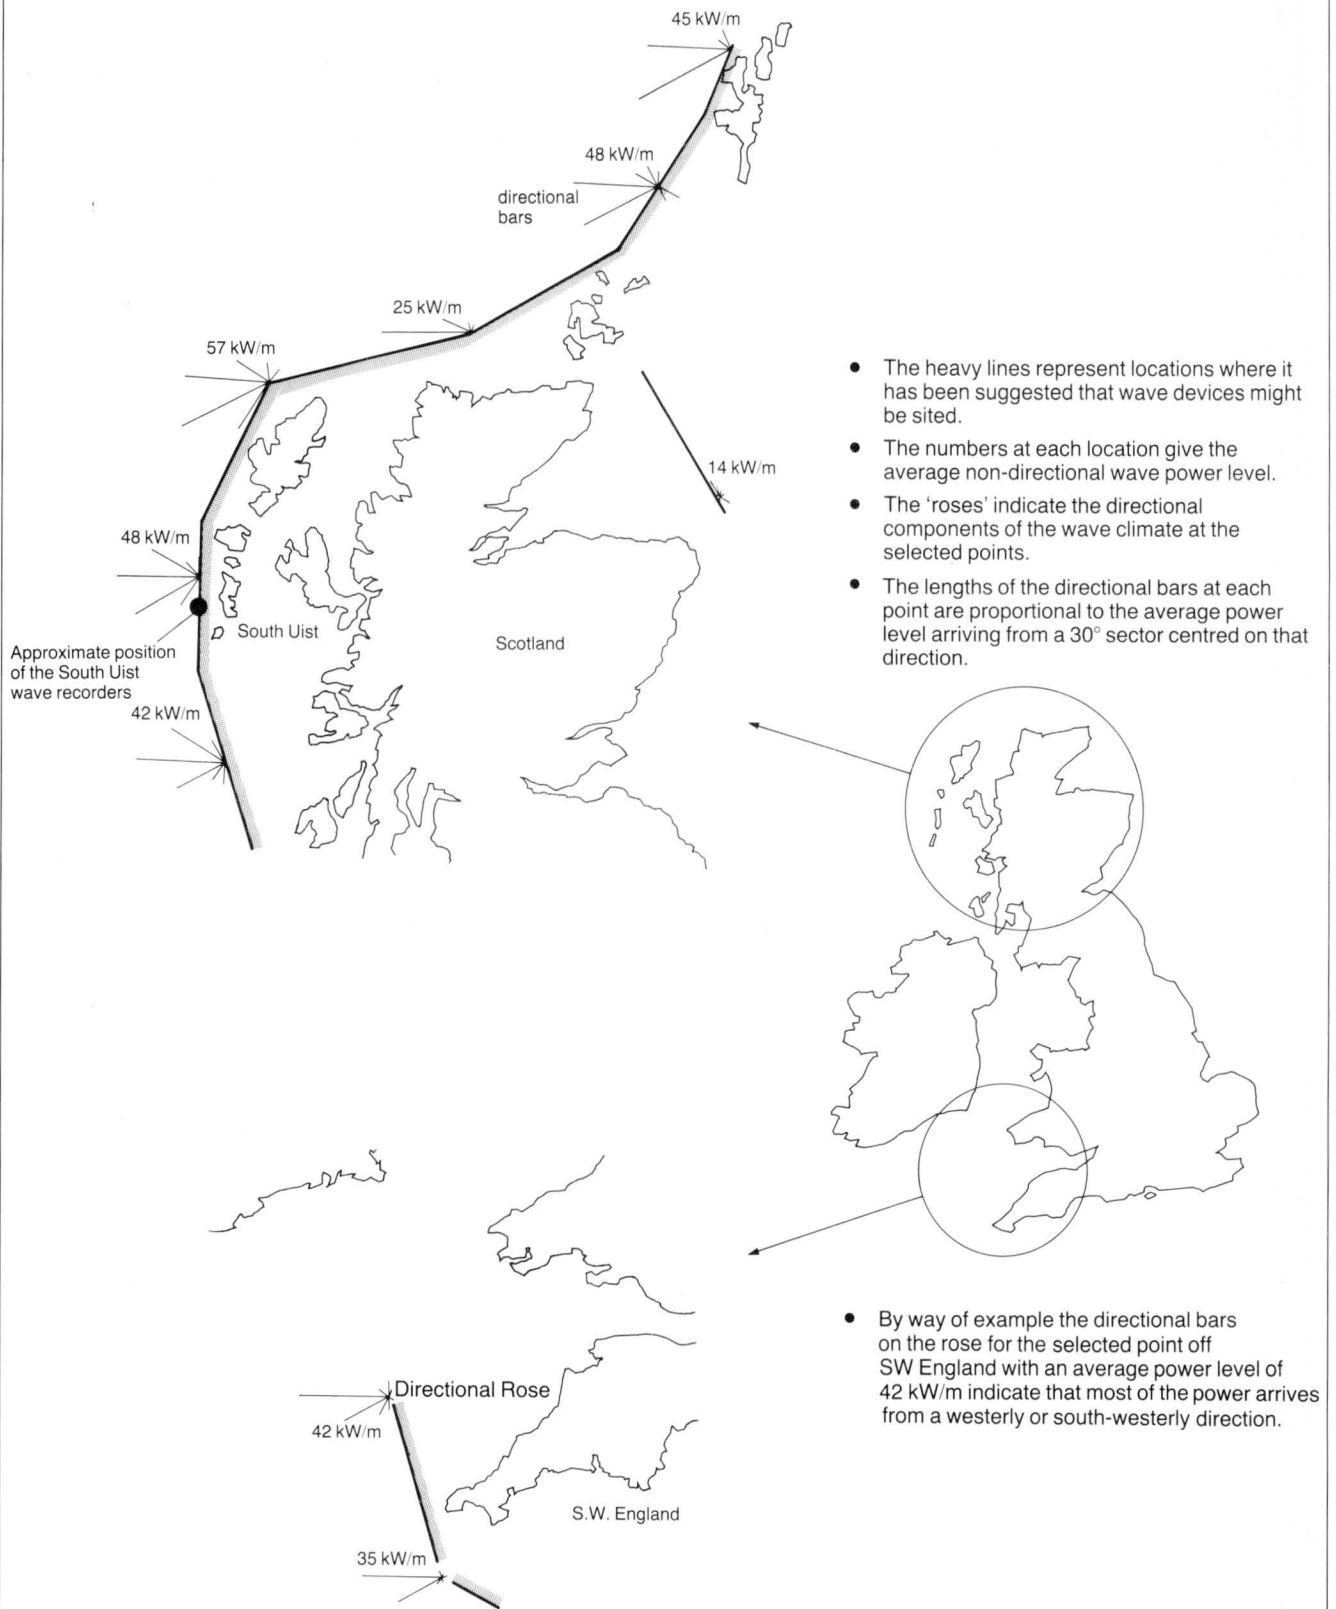 45 kW/m
48 kW/m
directional
bars
25 kW/m
57 kW/m
14 kW/m
48 kW/m
South Uist
Scotland
Approximate position
of the South Uist
wave recorders
42 kW/m
● The heavy lines represent locations where it
has been suggested that wave devices might
be sited.
● The numbers at each location give the
average non-directional wave power level.
● The ‘roses’ indicate the directional
components of the wave climate at the
selected points.
● The lengths of the directional bars at each
point are proportional to the average power
level arriving from a 30° sector centred on that
direction.
Directional Rose
42 kW/m
S.W. England
35 kW/m
● By way of example the directional bars
on the rose for the selected point off
SW England with an average power level of
42 kW/m indicate that most of the power arrives
from a westerly or south-westerly direction.